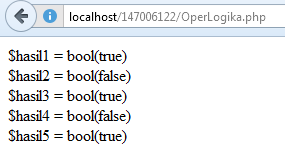 localhost/147006122/OperLogika.php
$hasil1 = bool(true)
$hasil2 = bool(false)
$hasil3 = bool(true)
$hasil4 = bool(false)
$hasil5 = bool(true)